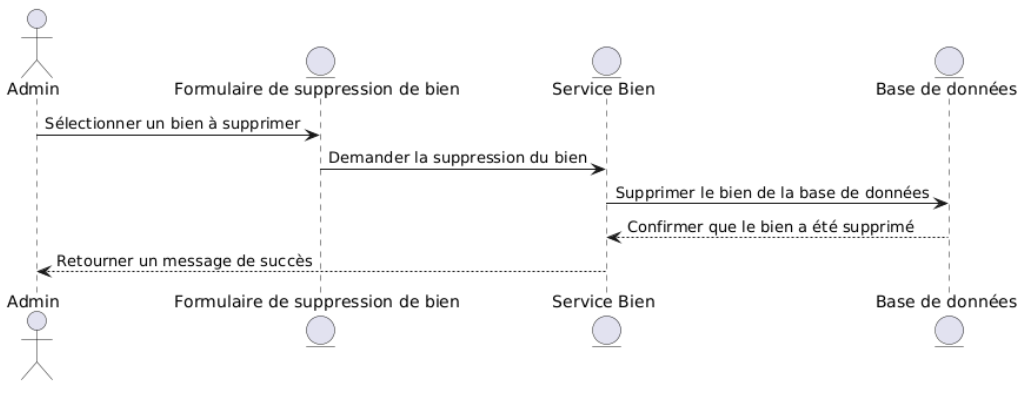 Admin
Formulaire de suppression de bien
Service Bien
Base de données
Sélectionner un bien à supprimer
Demander la suppression du bien
Supprimer le bien de la base de données
Confirmer que le bien a été supprimé
Retourner un message de succès
Admin
Formulaire de suppression de bien
Service Bien
Base de données